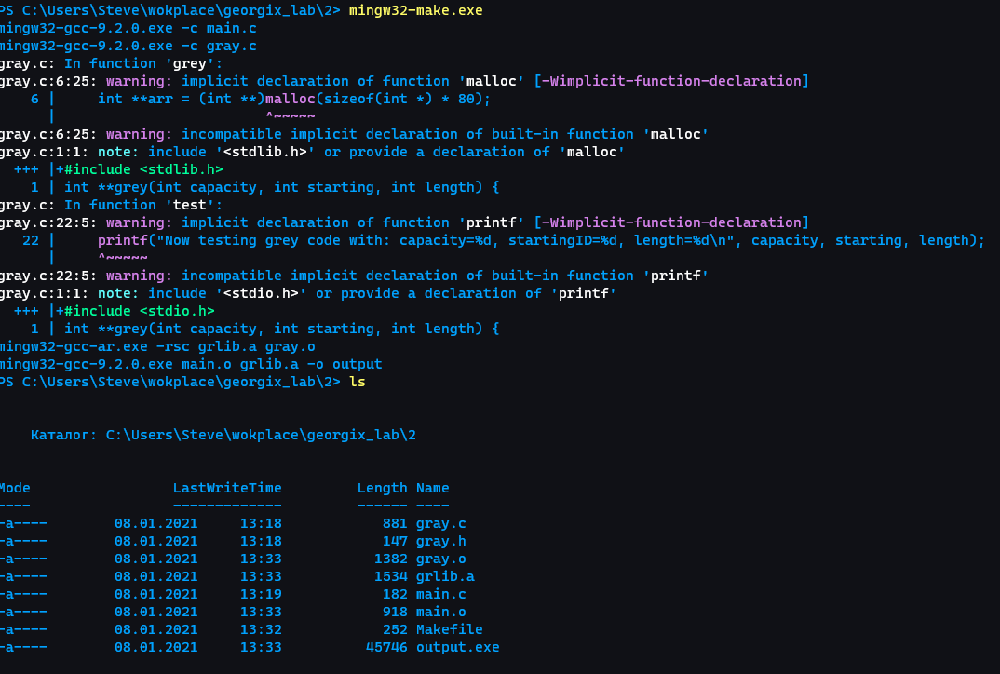 PS C:\Users\Steve\wokplace\georgix_lab\2> mingw32-make.exe
mingw32-gcc-9.2.0.exe -c main.c
mingw32-gcc-9.2.0.exe -c gray.c
gray.c: In function 'grey':
gray.c:6:25: warning: implicit declaration of function 'malloc' [-Wimplicit-function-declaration]
    6 |     int **arr = (int **)malloc(sizeof(int *) * 80);
      |                         ^~~~~~
gray.c:6:25: warning: incompatible implicit declaration of built-in function 'malloc'
gray.c:1:1: note: include '<stdlib.h>' or provide a declaration of 'malloc'
  +++ |+#include <stdlib.h>
    1 | int **grey(int capacity, int starting, int length) {
gray.c: In function 'test':
gray.c:22:5: warning: implicit declaration of function 'printf' [-Wimplicit-function-declaration]
   22 |     printf("Now testing grey code with: capacity=%d, startingID=%d, length=%d\n", capacity, starting, length);
      |     ^~~~~~
gray.c:22:5: warning: incompatible implicit declaration of built-in function 'printf'
gray.c:1:1: note: include '<stdio.h>' or provide a declaration of 'printf'
  +++ |+#include <stdio.h>
    1 | int **grey(int capacity, int starting, int length) {
mingw32-gcc-ar.exe -rsc grlib.a gray.o
mingw32-gcc-9.2.0.exe main.o grlib.a -o output
PS C:\Users\Steve\wokplace\georgix_lab\2> ls
    Каталог: C:\Users\Steve\wokplace\georgix_lab\2
Mode                 LastWriteTime         Length Name
----                 -------------         ------ ----
-a----        08.01.2021     13:18            881 gray.c
-a----        08.01.2021     13:18            147 gray.h
-a----        08.01.2021     13:33           1382 gray.o
-a----        08.01.2021     13:33           1534 grlib.a
-a----        08.01.2021     13:19            182 main.c
-a----        08.01.2021     13:33            918 main.o
-a----        08.01.2021     13:32            252 Makefile
-a----        08.01.2021     13:33          45746 output.exe